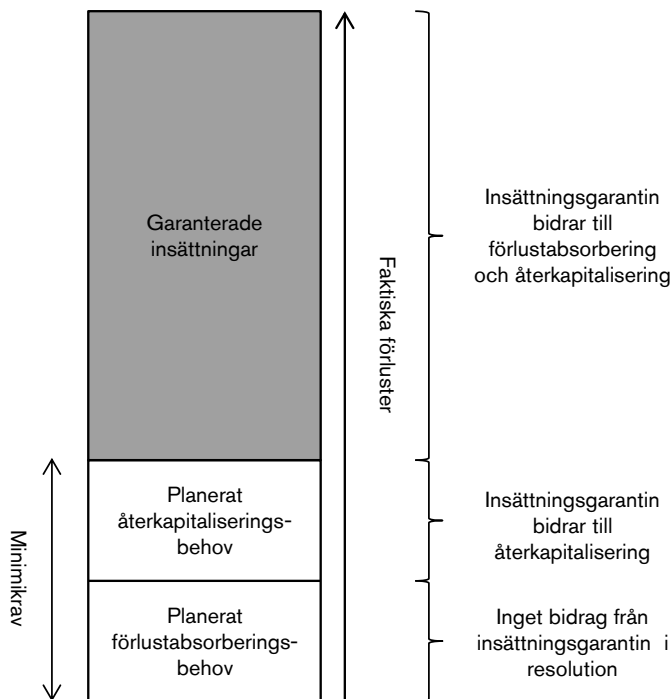 Garanterade
insättningar
Insättningsgarantin
bidrar till
förlustabsorbering
och återkapitalisering
Faktiska förluster
Minimikrav
Planerat
återkapitaliserings-
behov
Insättningsgarantin
bidrar till
återkapitalisering
Planerat
förlustabsorberings-
behov
Inget bidrag från
insättningsgarantin i
resolution